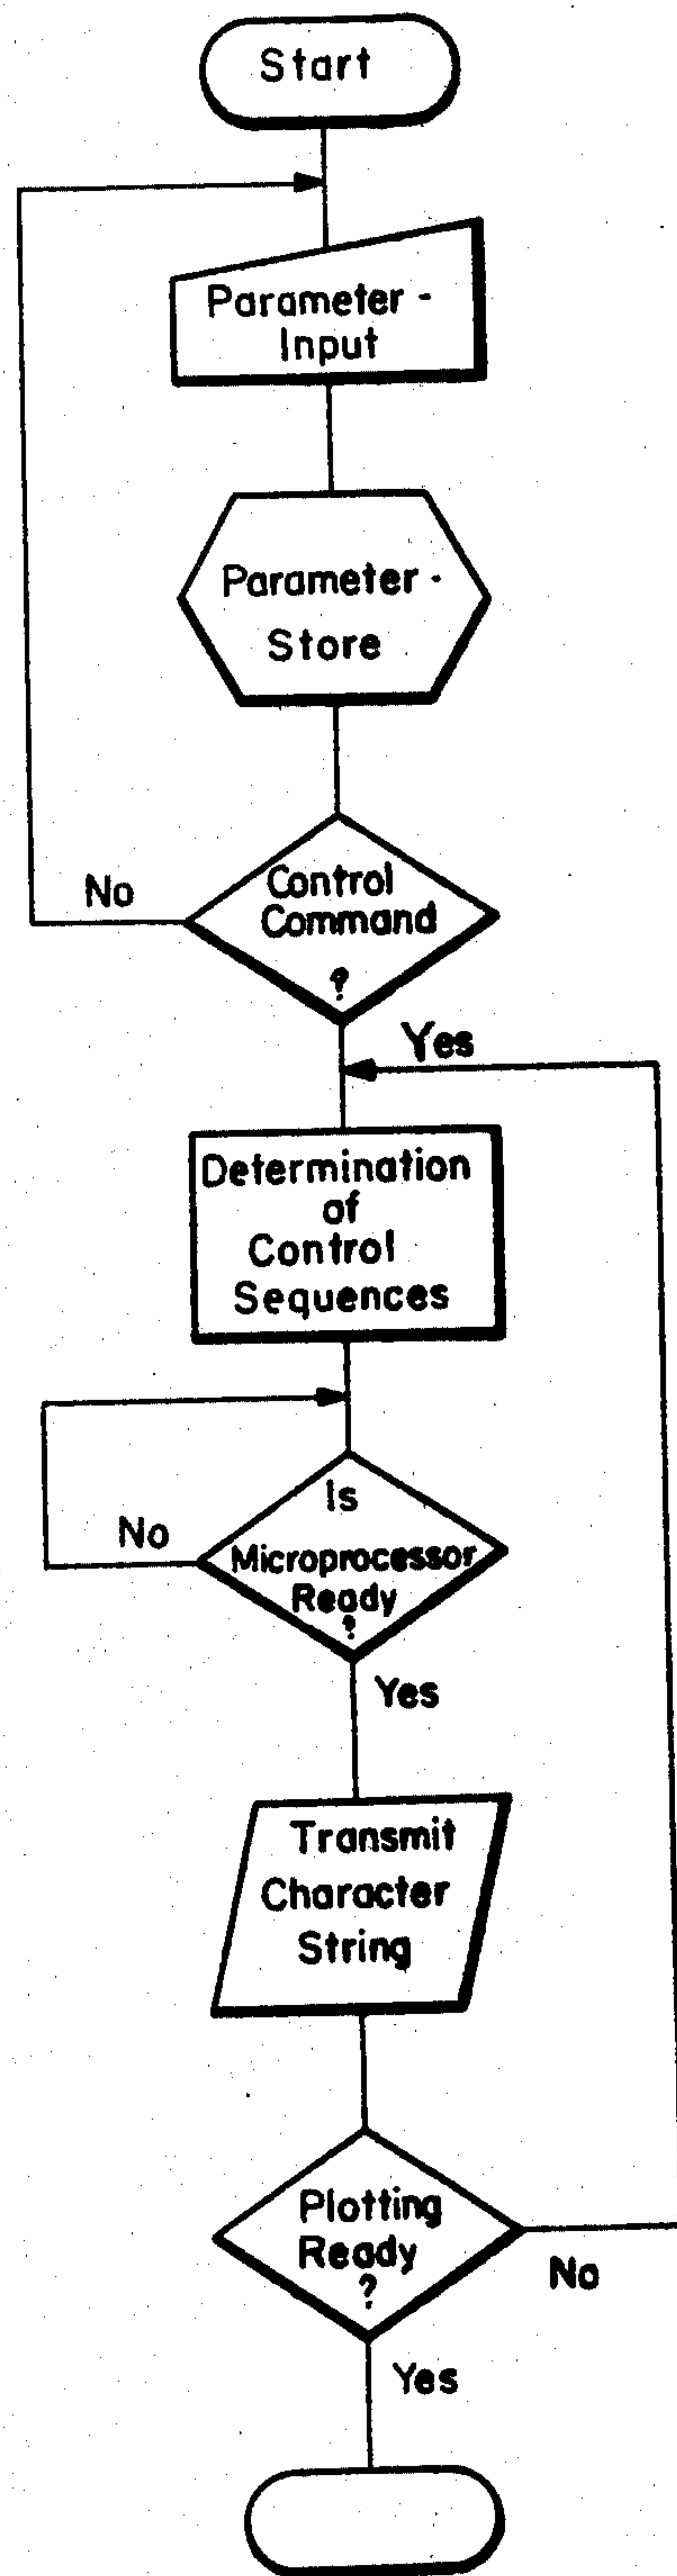 Start
Parameter -
Input
Parameter -
Store
Control
Command
?
No
Yes
Determination
of
Control
Sequences
Is
Microprocessor
Ready
?
No
Yes
Transmit
Character
String
Plotting
Ready
?
No
Yes